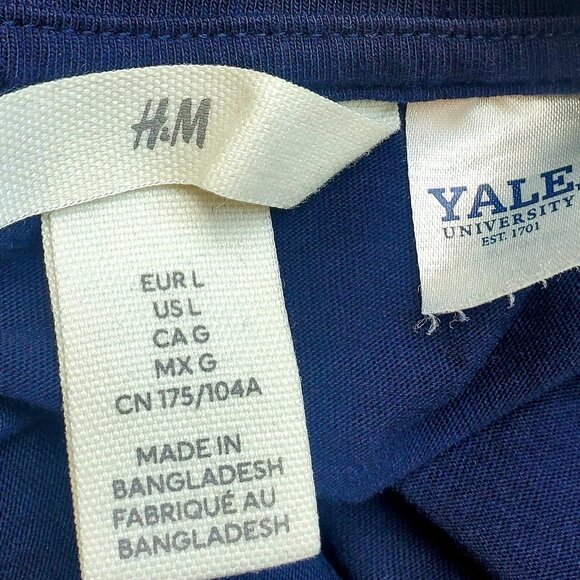 H&M
EUR L
US L
CA G
MX G
CN 175/104A
MADE IN
BANGLADESH
FABRIQUÉ AU
BANGLADESH
YALE
UNIVERSITY
EST. 1701